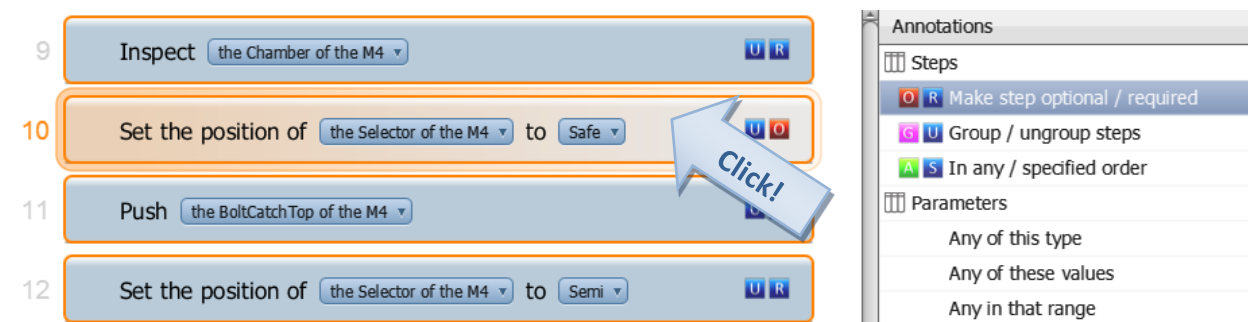 9 Inspect the Chamber of the M4 U R
10 Set the position of the Selector of the M4 to Safe U O
Click!
11 Push the BoltCatchTop of the M4
12 Set the position of the Selector of the M4 to Semi U R
Annotations
Steps
O R Make step optional / required
G U Group / ungroup steps
A S In any / specified order
Parameters
Any of this type
Any of these values
Any in that range